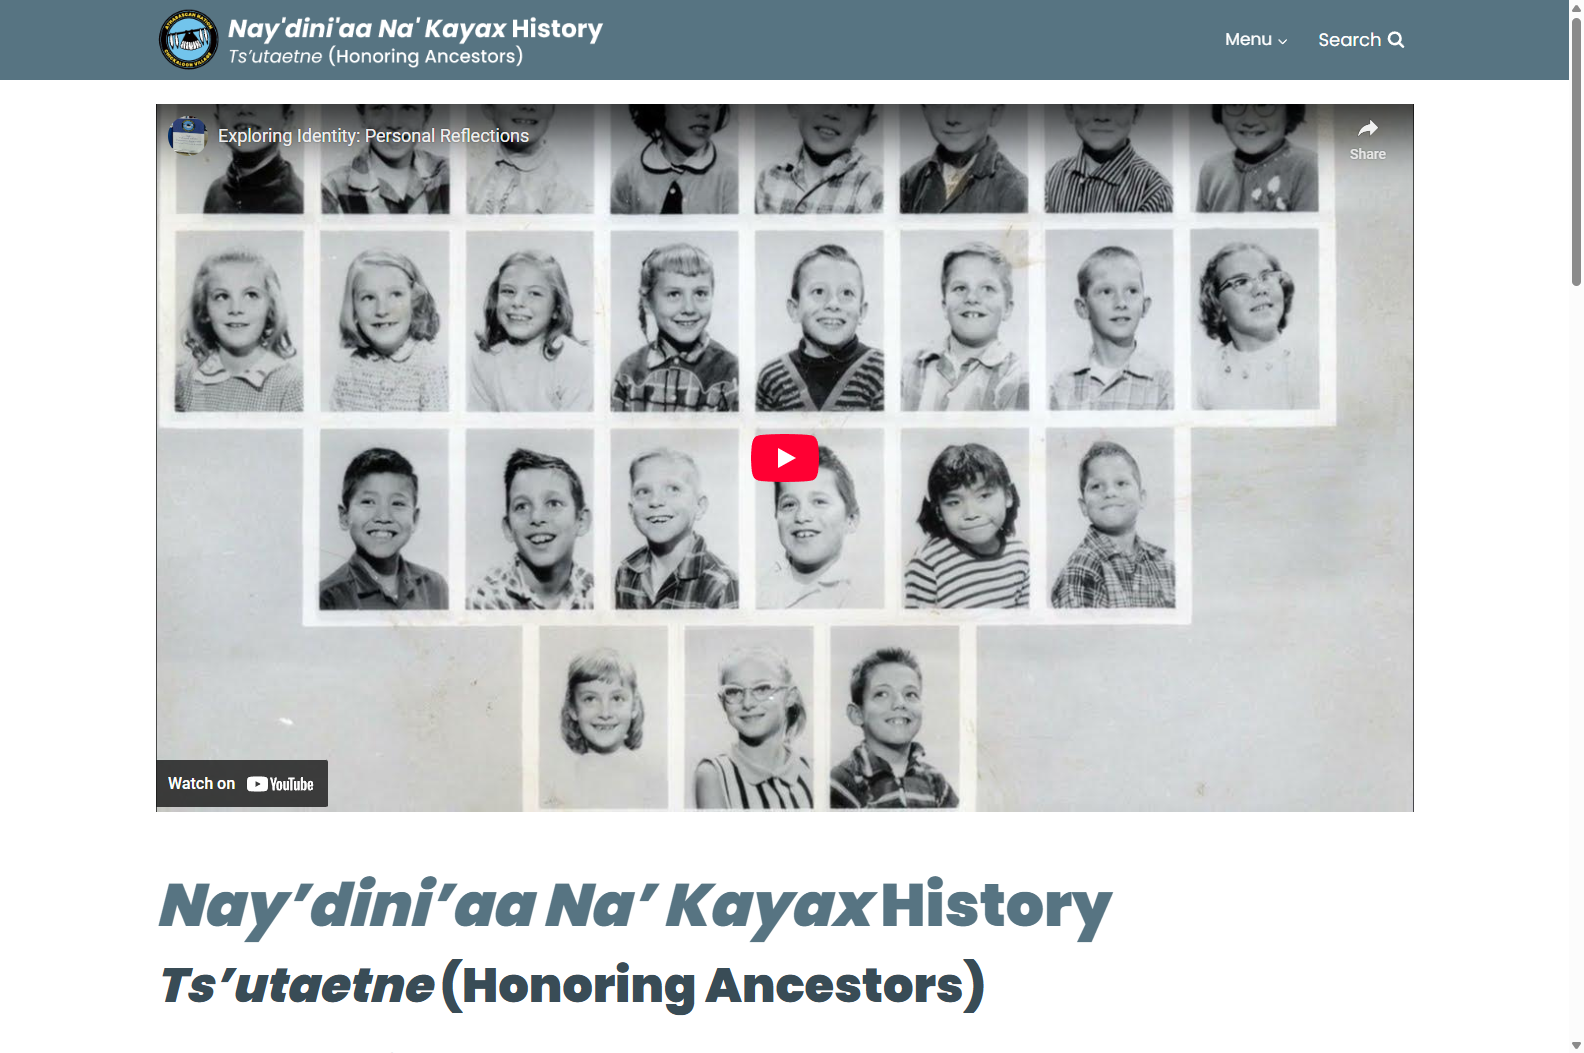 Nay'dini'aa Na' Kayax History
Ts'utaetne (Honoring Ancestors)
Menu
Search
Exploring Identity: Personal Reflections
Share
Watch on YouTube
Nay’dini’aa Na’ Kayax History
Ts’utaetne (Honoring Ancestors)